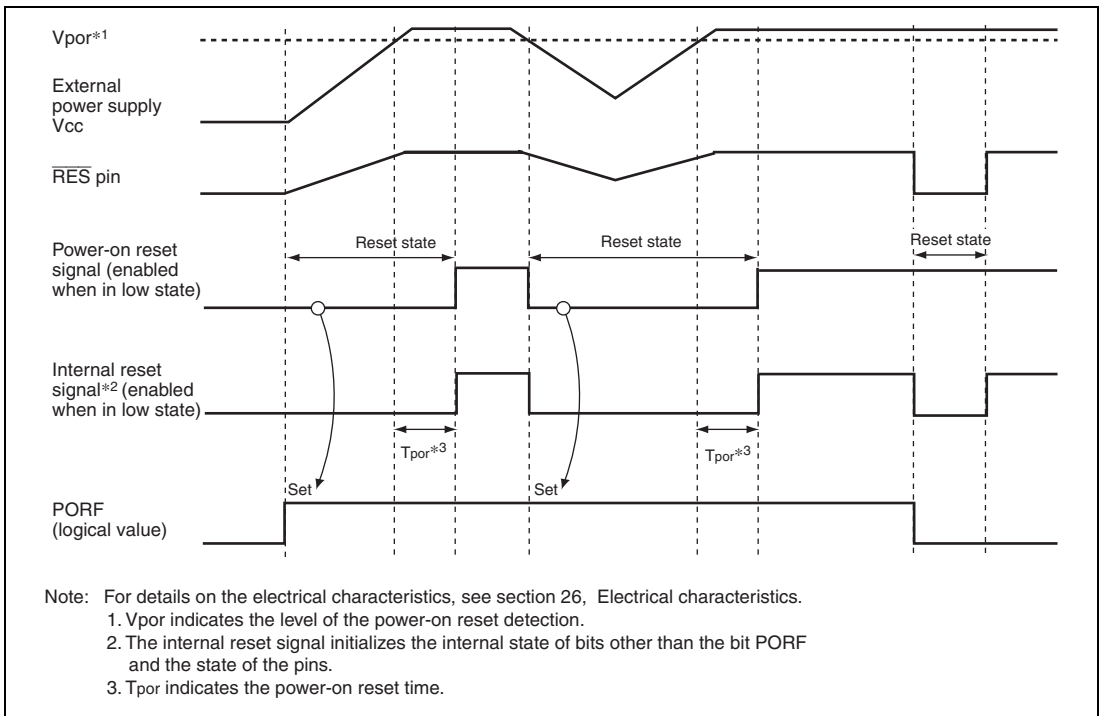 Vpor*1
External
power supply
Vcc
RES pin
Power-on reset
signal (enabled
when in low state)
Reset state
Reset state
Reset state
Internal reset
signal*2 (enabled
when in low state)
Tpor*3
Tpor*3
Set
Set
PORF
(logical value)
Note: For details on the electrical characteristics, see section 26, Electrical characteristics.
1. Vpor indicates the level of the power-on reset detection.
2. The internal reset signal initializes the internal state of bits other than the bit PORF
and the state of the pins.
3. Tpor indicates the power-on reset time.